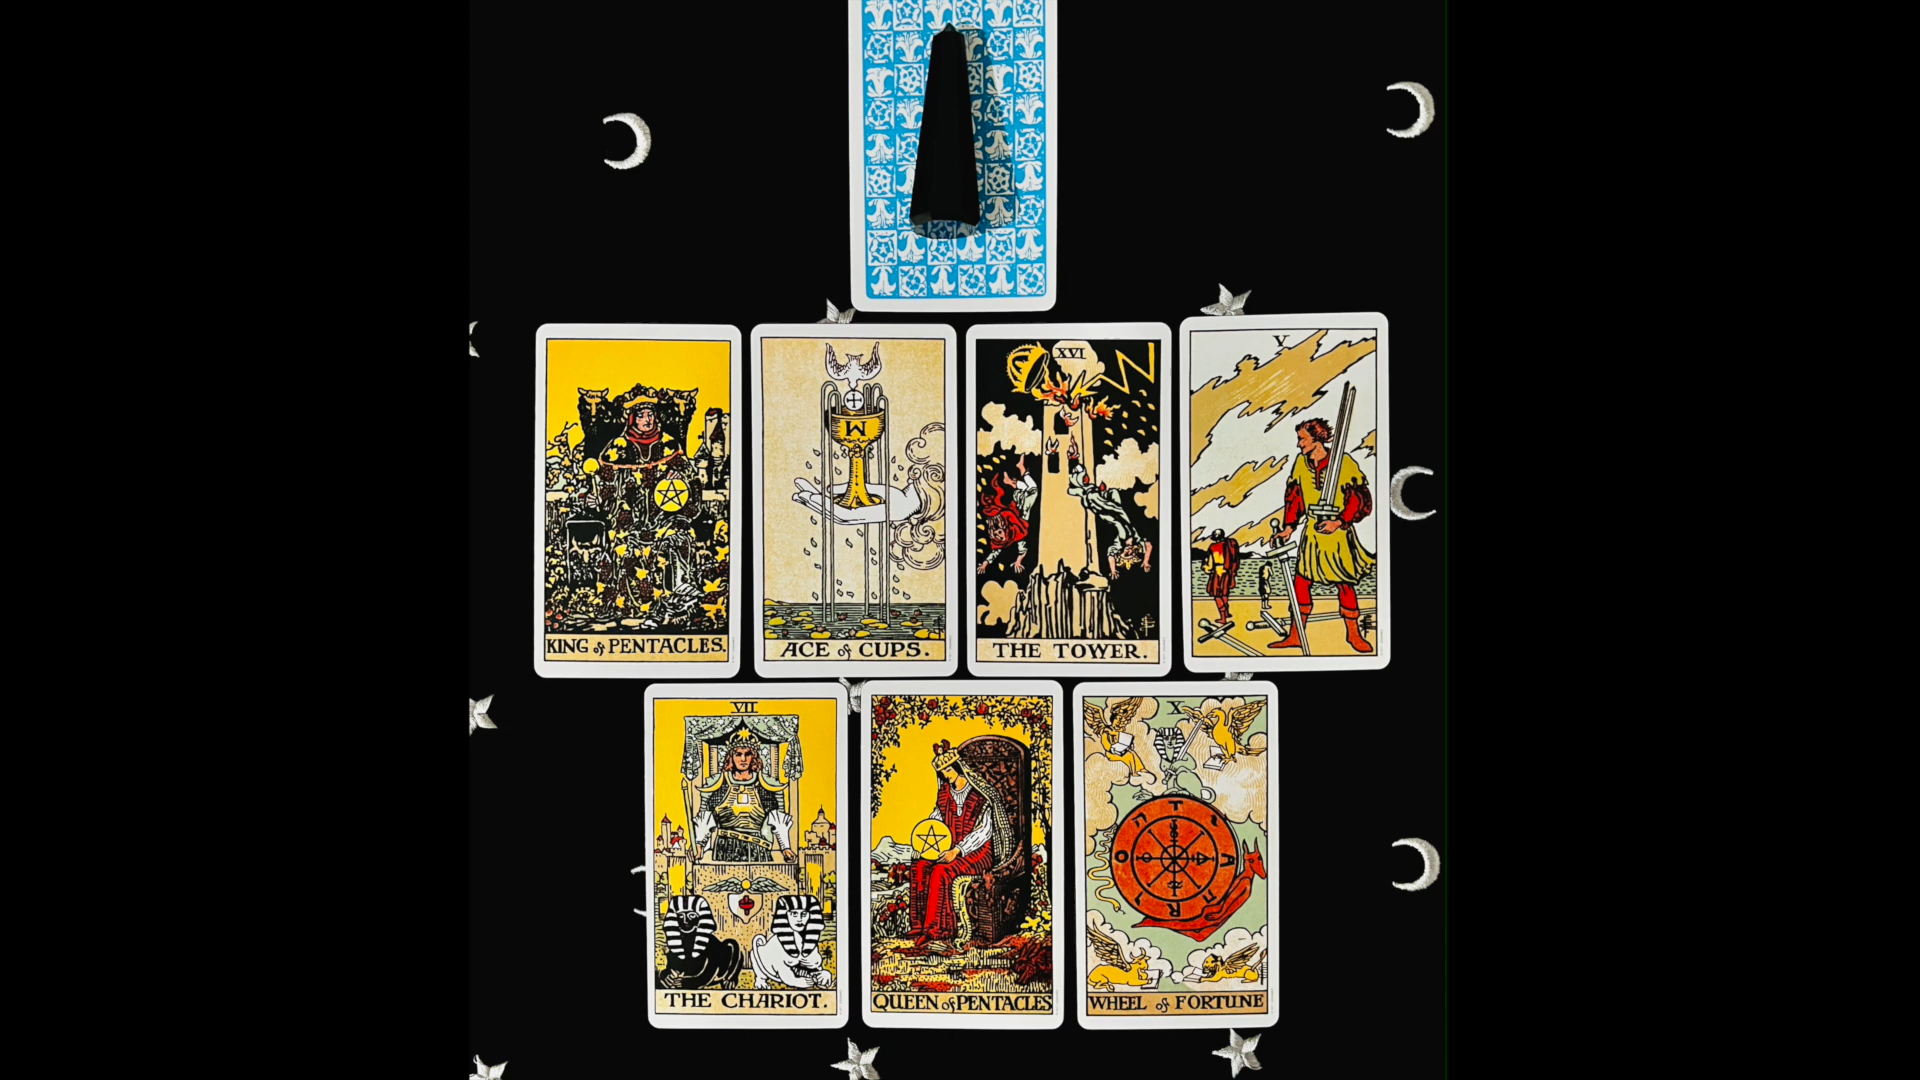 KING of PENTACLES.
ACE of CUPS.
XVI
THE TOWER.
V
VII
THE CHARIOT.
QUEEN of PENTACLES
X
WHEEL of FORTUNE